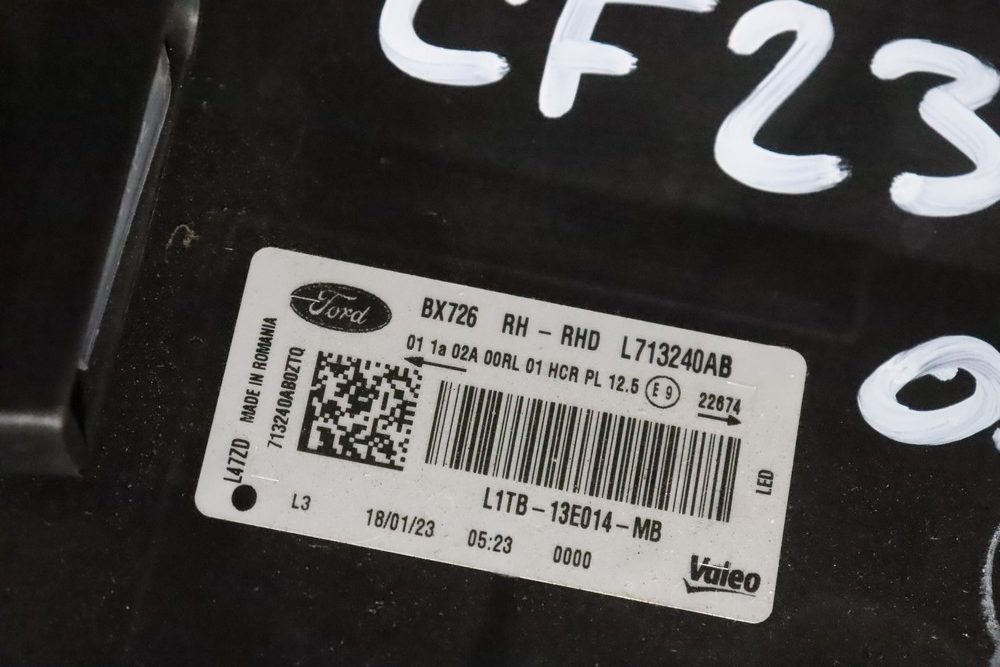 CF23
0
Ford
BX726 RH - RHD L713240AB
01 1a 02A 00RL 01 HCR PL 12.5 E9 22674
L47ZD MADE IN ROMANIA
713240AB0ZTQ
LED
L1TB-13E014-MB
L3 18/01/23 05:23 0000
Valeo